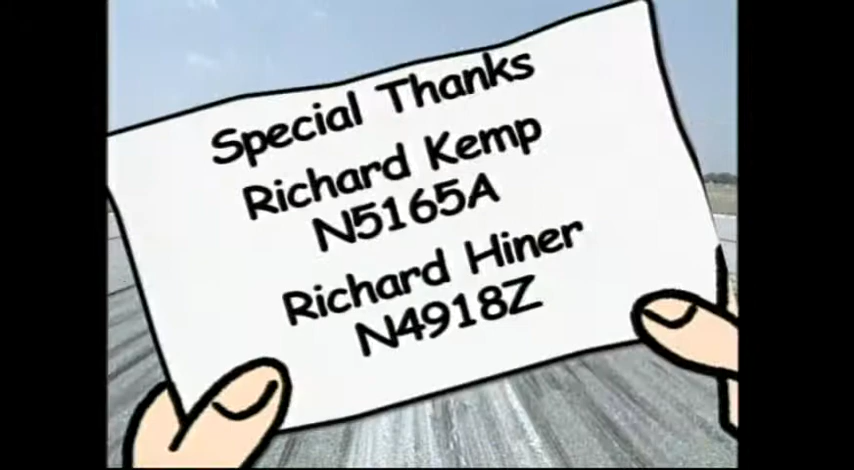 Special Thanks
Richard Kemp
N5165A
Richard Hiner
N4918Z